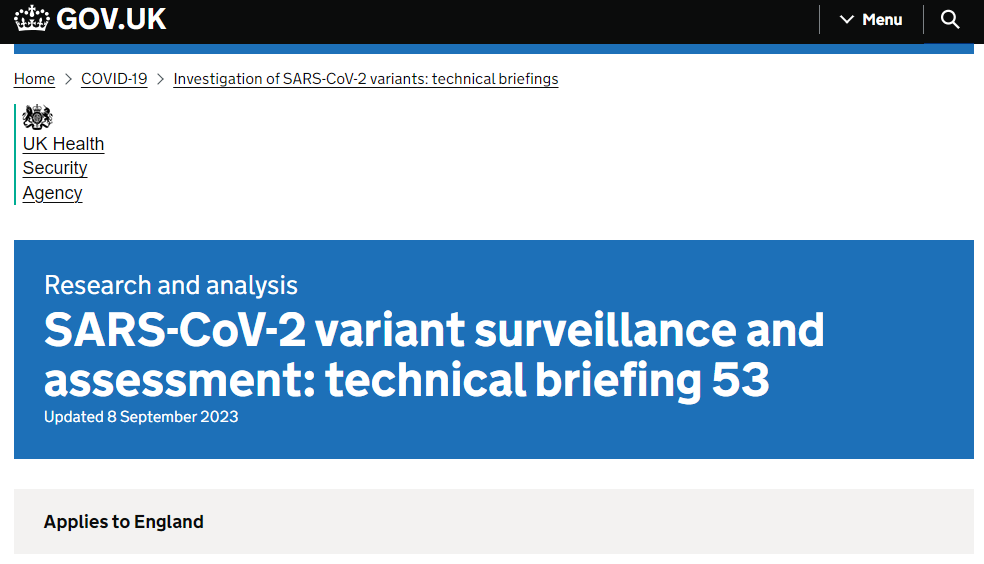 GOV.UK
Menu
Home > COVID-19 > Investigation of SARS-CoV-2 variants: technical briefings
UK Health
Security
Agency
Research and analysis
SARS-CoV-2 variant surveillance and
assessment: technical briefing 53
Updated 8 September 2023
Applies to England